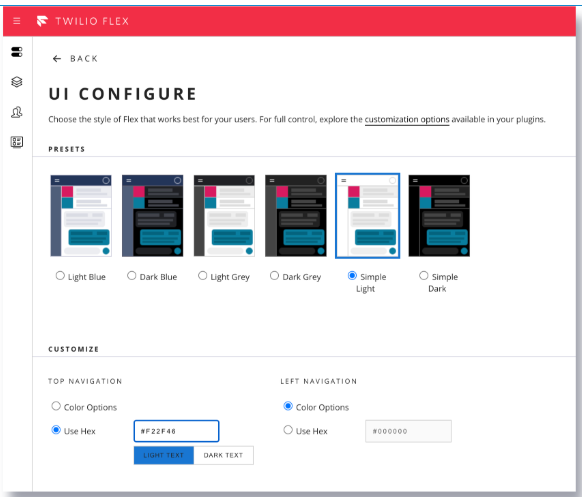 TWILIO FLEX
← BACK
UI CONFIGURE
Choose the style of Flex that works best for your users. For full control, explore the customization options available in your plugins.
PRESETS
Light Blue
Dark Blue
Light Grey
Dark Grey
Simple Light
Simple Dark
CUSTOMIZE
TOP NAVIGATION
Color Options
Use Hex
#F22F46
LIGHT TEXT
DARK TEXT
LEFT NAVIGATION
Color Options
Use Hex
#000000